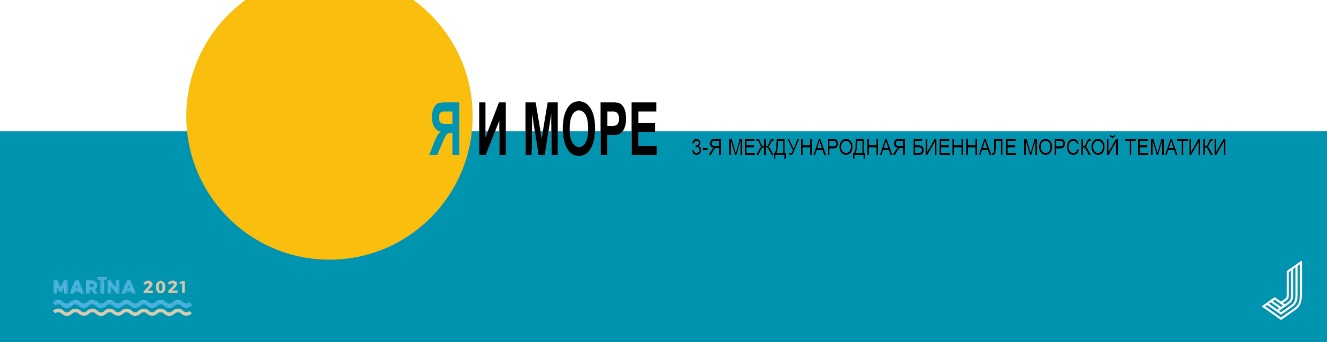 Я И МОРЕ
3-Я МЕЖДУНАРОДНАЯ БИЕННАЛЕ МОРСКОЙ ТЕМАТИКИ
MARĪNA 2021
J